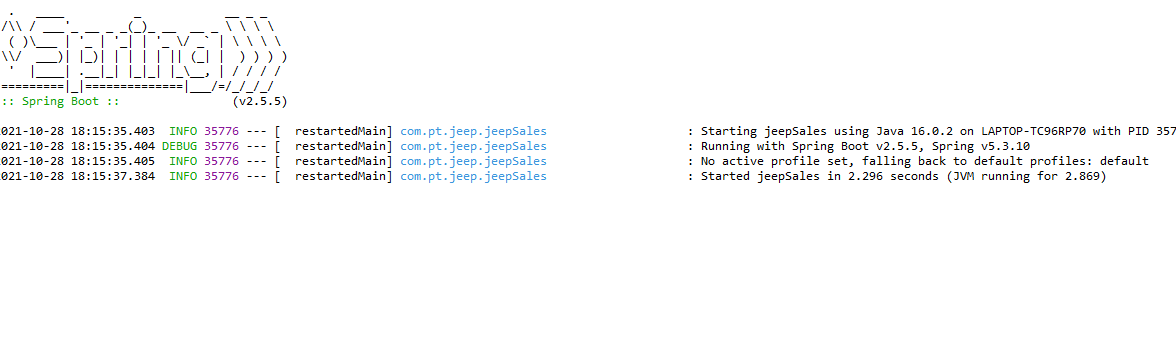 .   ____          _            __ _ _
 /\\ / ___'_ __ _ _(_)_ __  __ _ \ \ \ \
( ( )\___ | '_ | '_| | '_ \/ _` | \ \ \ \
 \\/  ___)| |_)| | | | | || (_| |  ) ) ) )
  '  |____| .__|_| |_|_| |_\__, | / / / /
 =========|_|==============|___/=/_/_/_/
:: Spring Boot :: (v2.5.5)
021-10-28 18:15:35.403 INFO 35776 --- [ restartedMain] com.pt.jeep.jeepSales : Starting jeepSales using Java 16.0.2 on LAPTOP-TC96RP70 with PID 357
021-10-28 18:15:35.404 DEBUG 35776 --- [ restartedMain] com.pt.jeep.jeepSales : Running with Spring Boot v2.5.5, Spring v5.3.10
021-10-28 18:15:35.405 INFO 35776 --- [ restartedMain] com.pt.jeep.jeepSales : No active profile set, falling back to default profiles: default
021-10-28 18:15:37.384 INFO 35776 --- [ restartedMain] com.pt.jeep.jeepSales : Started jeepSales in 2.296 seconds (JVM running for 2.869)